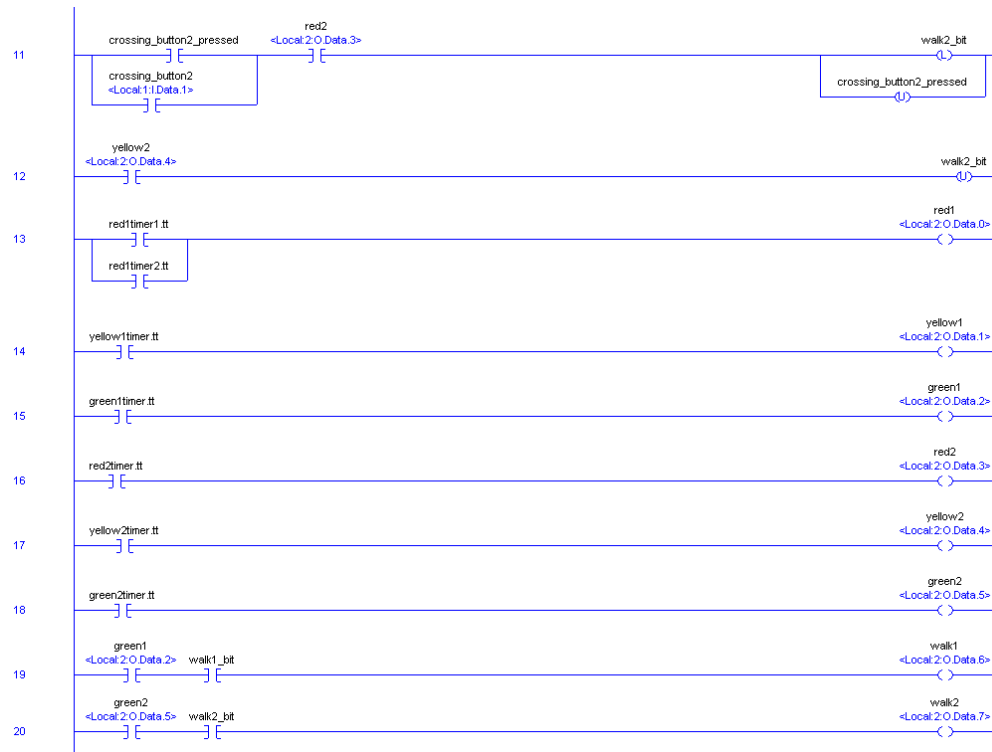 red2
crossing_button2_pressed <Local:2:O.Data.3> walk2_bit
11 (L)
crossing_button2 crossing_button2_pressed
<Local:1:I.Data.1> (U)
yellow2
<Local:2:O.Data.4> walk2_bit
12 (U)
red1
red1timer1.tt <Local:2:O.Data.0>
13
red1timer2.tt
yellow1
yellow1timer.tt <Local:2:O.Data.1>
14
green1
green1timer.tt <Local:2:O.Data.2>
15
red2
red2timer.tt <Local:2:O.Data.3>
16
yellow2
yellow2timer.tt <Local:2:O.Data.4>
17
green2
green2timer.tt <Local:2:O.Data.5>
18
green1 walk1
<Local:2:O.Data.2> walk1_bit <Local:2:O.Data.6>
19
green2 walk2
<Local:2:O.Data.5> walk2_bit <Local:2:O.Data.7>
20